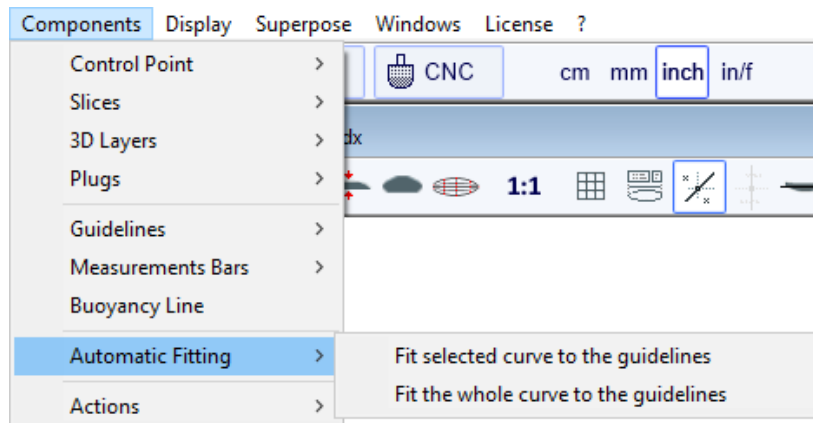 Components Display Superpose Windows License ?
Control Point
CNC cm mm inch in/f
Slices
3D Layers
dx
Plugs
1:1
Guidelines
Measurements Bars
Buoyancy Line
Automatic Fitting
Fit selected curve to the guidelines
Fit the whole curve to the guidelines
Actions